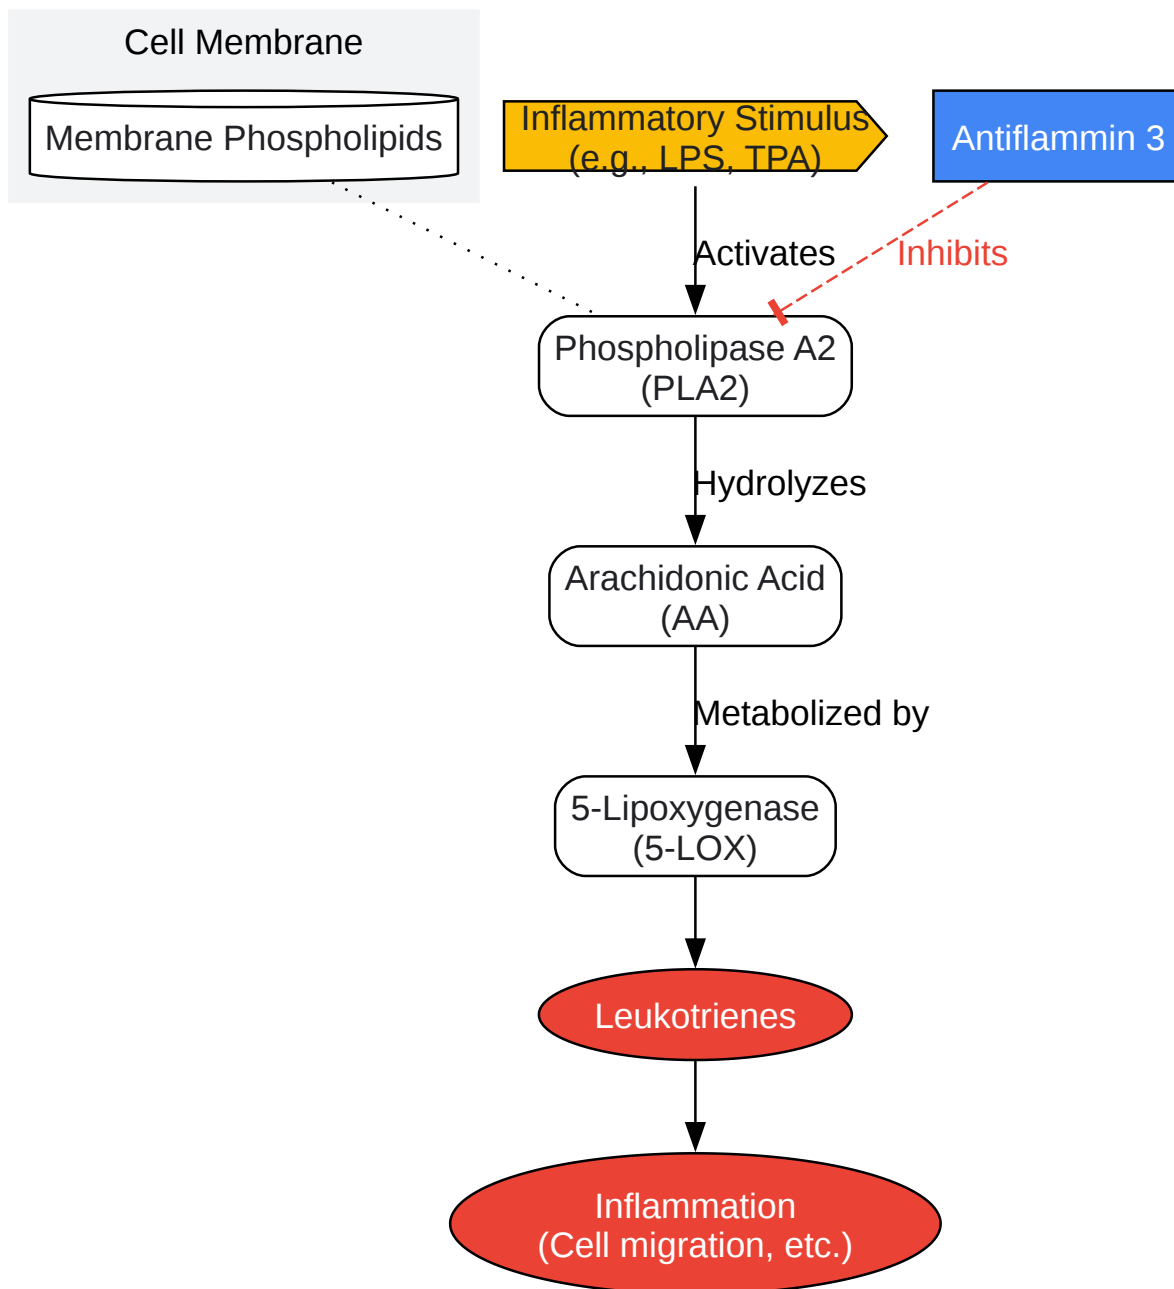 Cell Membrane
Membrane Phospholipids
Inflammatory Stimulus
(e.g., LPS, TPA)
Antiflammin 3
Activates
Inhibits
Phospholipase A2
(PLA2)
Hydrolyzes
Arachidonic Acid
(AA)
Metabolized by
5-Lipoxygenase
(5-LOX)
Leukotrienes
Inflammation
(Cell migration, etc.)